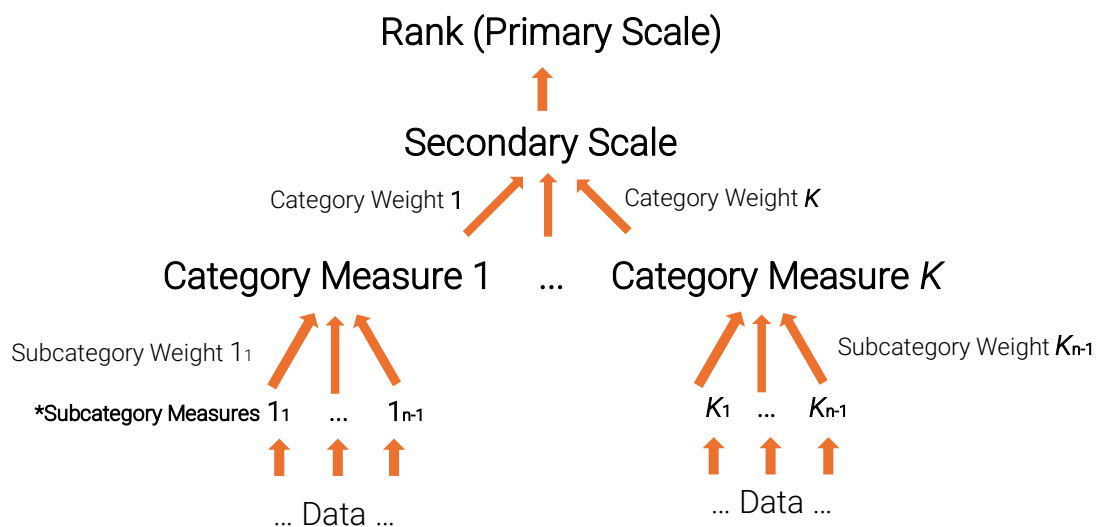 Rank (Primary Scale)
Secondary Scale
Category Weight 1
Category Weight K
Category Measure 1 ... Category Measure K
Subcategory Weight 1₁
Subcategory Weight Kₙ₋₁
*Subcategory Measures 1₁ ... 1ₙ₋₁ K₁ ... Kₙ₋₁
... Data ... ... Data ...